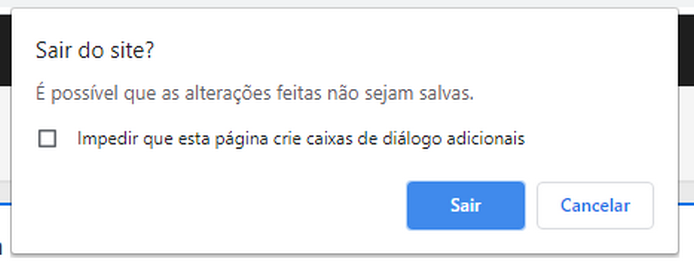 Sair do site?
É possível que as alterações feitas não sejam salvas.
Impedir que esta página crie caixas de diálogo adicionais
Sair
Cancelar